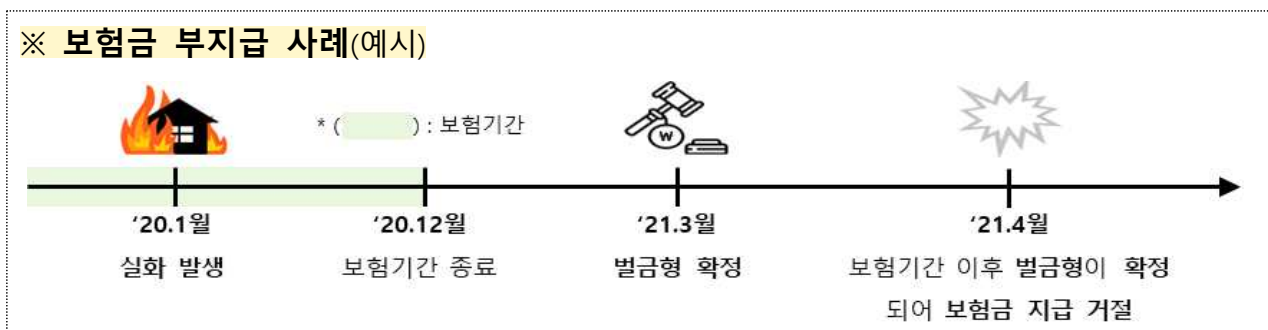 ※ 보험금 부지급 사례(예시)
* (      ) : 보험기간
W
‘20.1월
실화 발생
‘20.12월
보험기간 종료
‘21.3월
벌금형 확정
‘21.4월
보험기간 이후 벌금형이 확정
되어 보험금 지급 거절